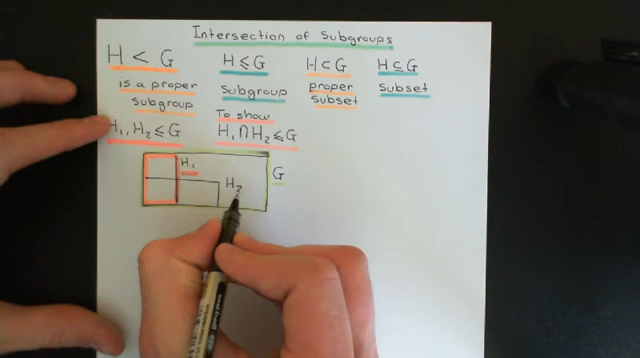 Intersection of Subgroups
H < G H ⩽ G H ⊂ G H ⊆ G
is a proper subgroup proper subset
subgroup subset
To show
H₁, H₂ ⩽ G H₁ ∩ H₂ ⩽ G
H₁
H₂
G